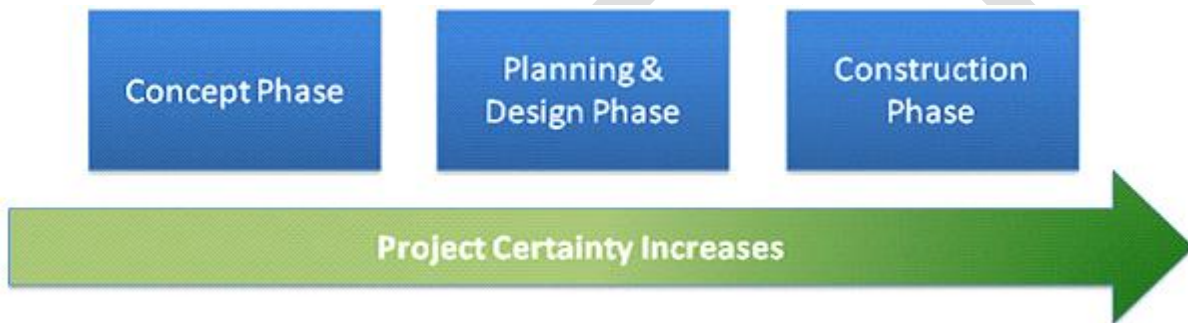 Concept Phase
Planning &
Design Phase
Construction
Phase
Project Certainty Increases